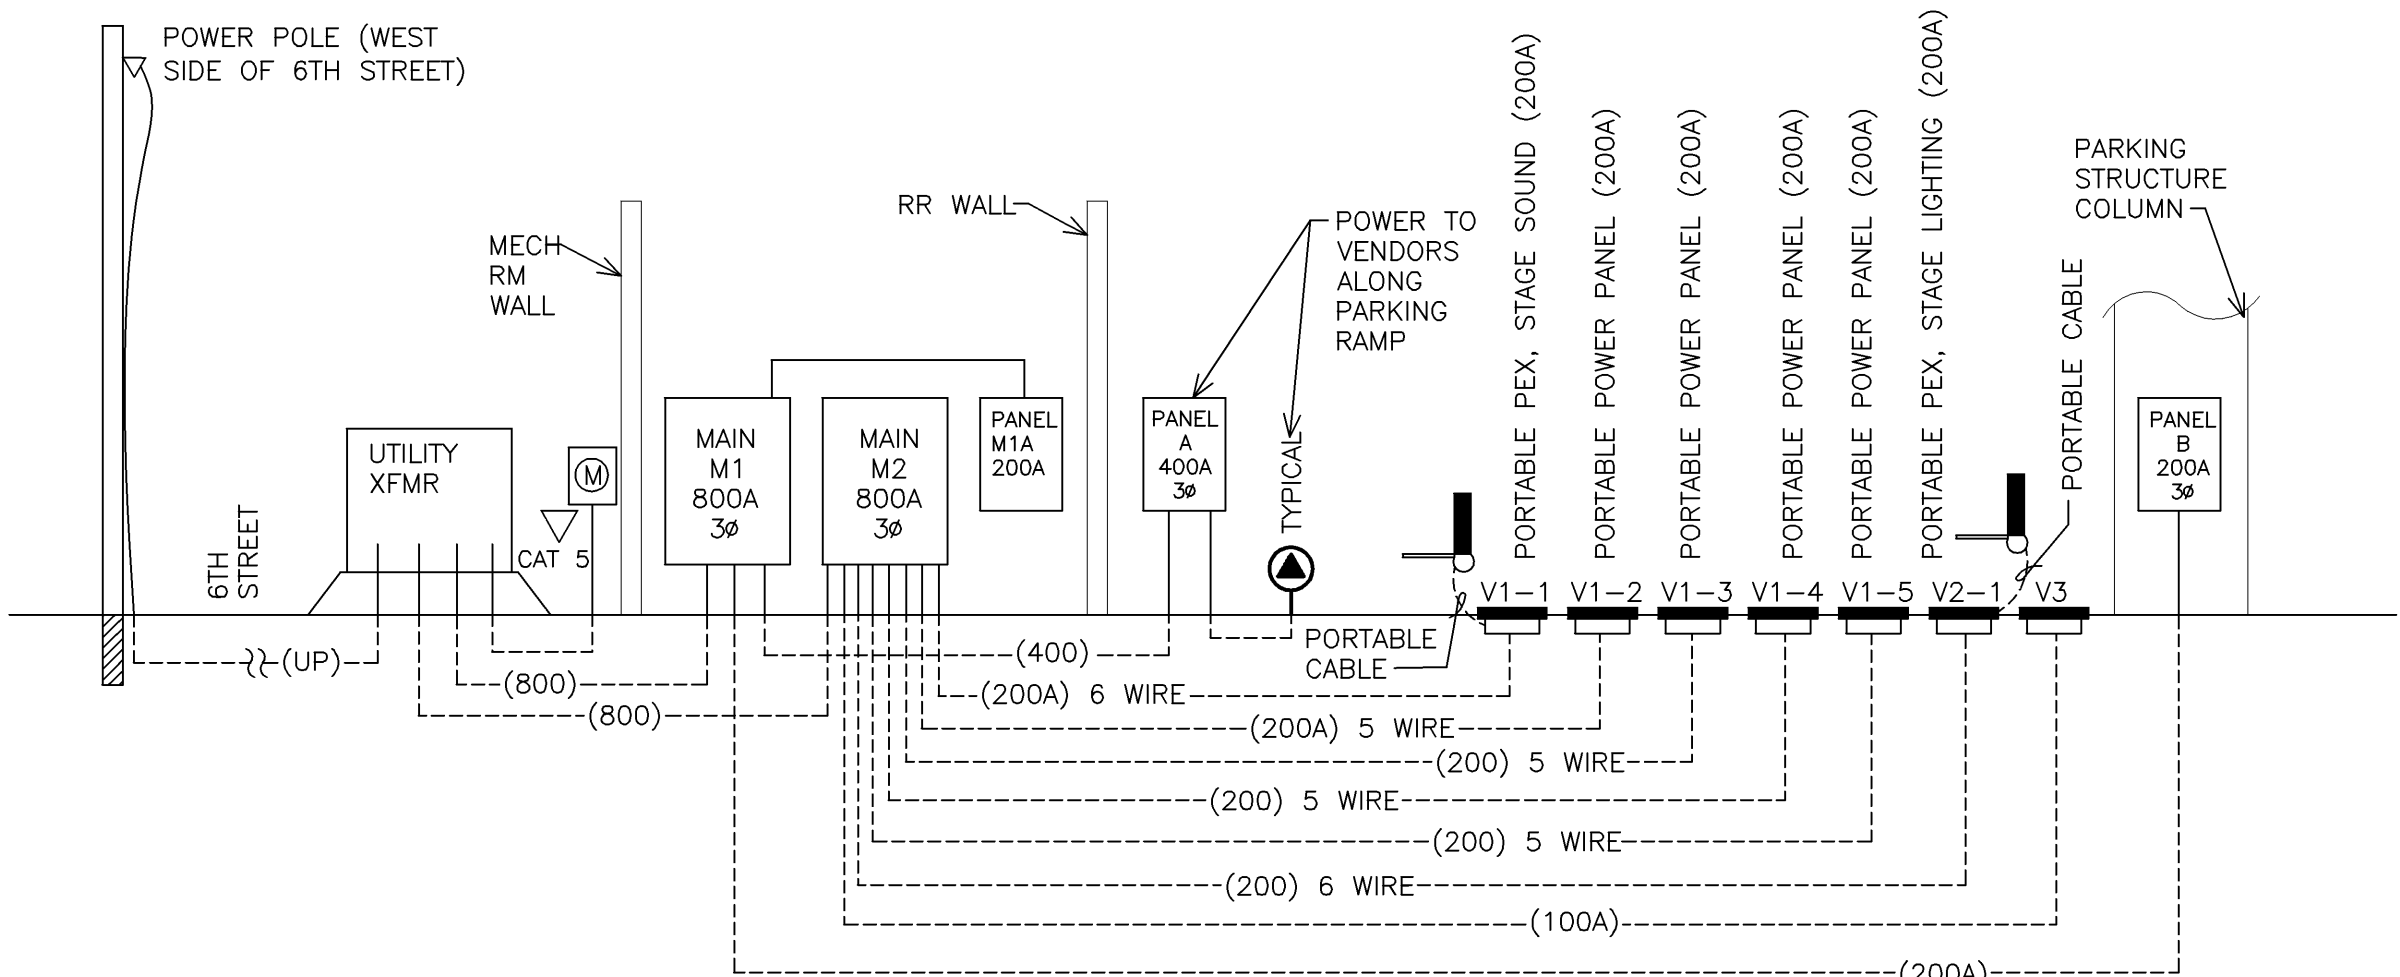 POWER POLE (WEST
SIDE OF 6TH STREET)
6TH
STREET
UTILITY
XFMR
CAT 5
M
MECH
RM
WALL
MAIN
M1
800A
3ø
MAIN
M2
800A
3ø
PANEL
M1A
200A
RR WALL
PANEL
A
400A
3ø
POWER TO
VENDORS
ALONG
PARKING
RAMP
TYPICAL
PORTABLE PEX, STAGE SOUND (200A)
PORTABLE POWER PANEL (200A)
PORTABLE POWER PANEL (200A)
PORTABLE POWER PANEL (200A)
PORTABLE POWER PANEL (200A)
PORTABLE PEX, STAGE LIGHTING (200A)
PORTABLE CABLE
PARKING
STRUCTURE
COLUMN
PANEL
B
200A
3ø
V1-1
V1-2
V1-3
V1-4
V1-5
V2-1
V3
PORTABLE
CABLE
(UP)
(800)
(800)
(400)
(200A) 6 WIRE
(200A) 5 WIRE
(200) 5 WIRE
(200) 5 WIRE
(200) 5 WIRE
(200) 6 WIRE
(100A)
(200A)